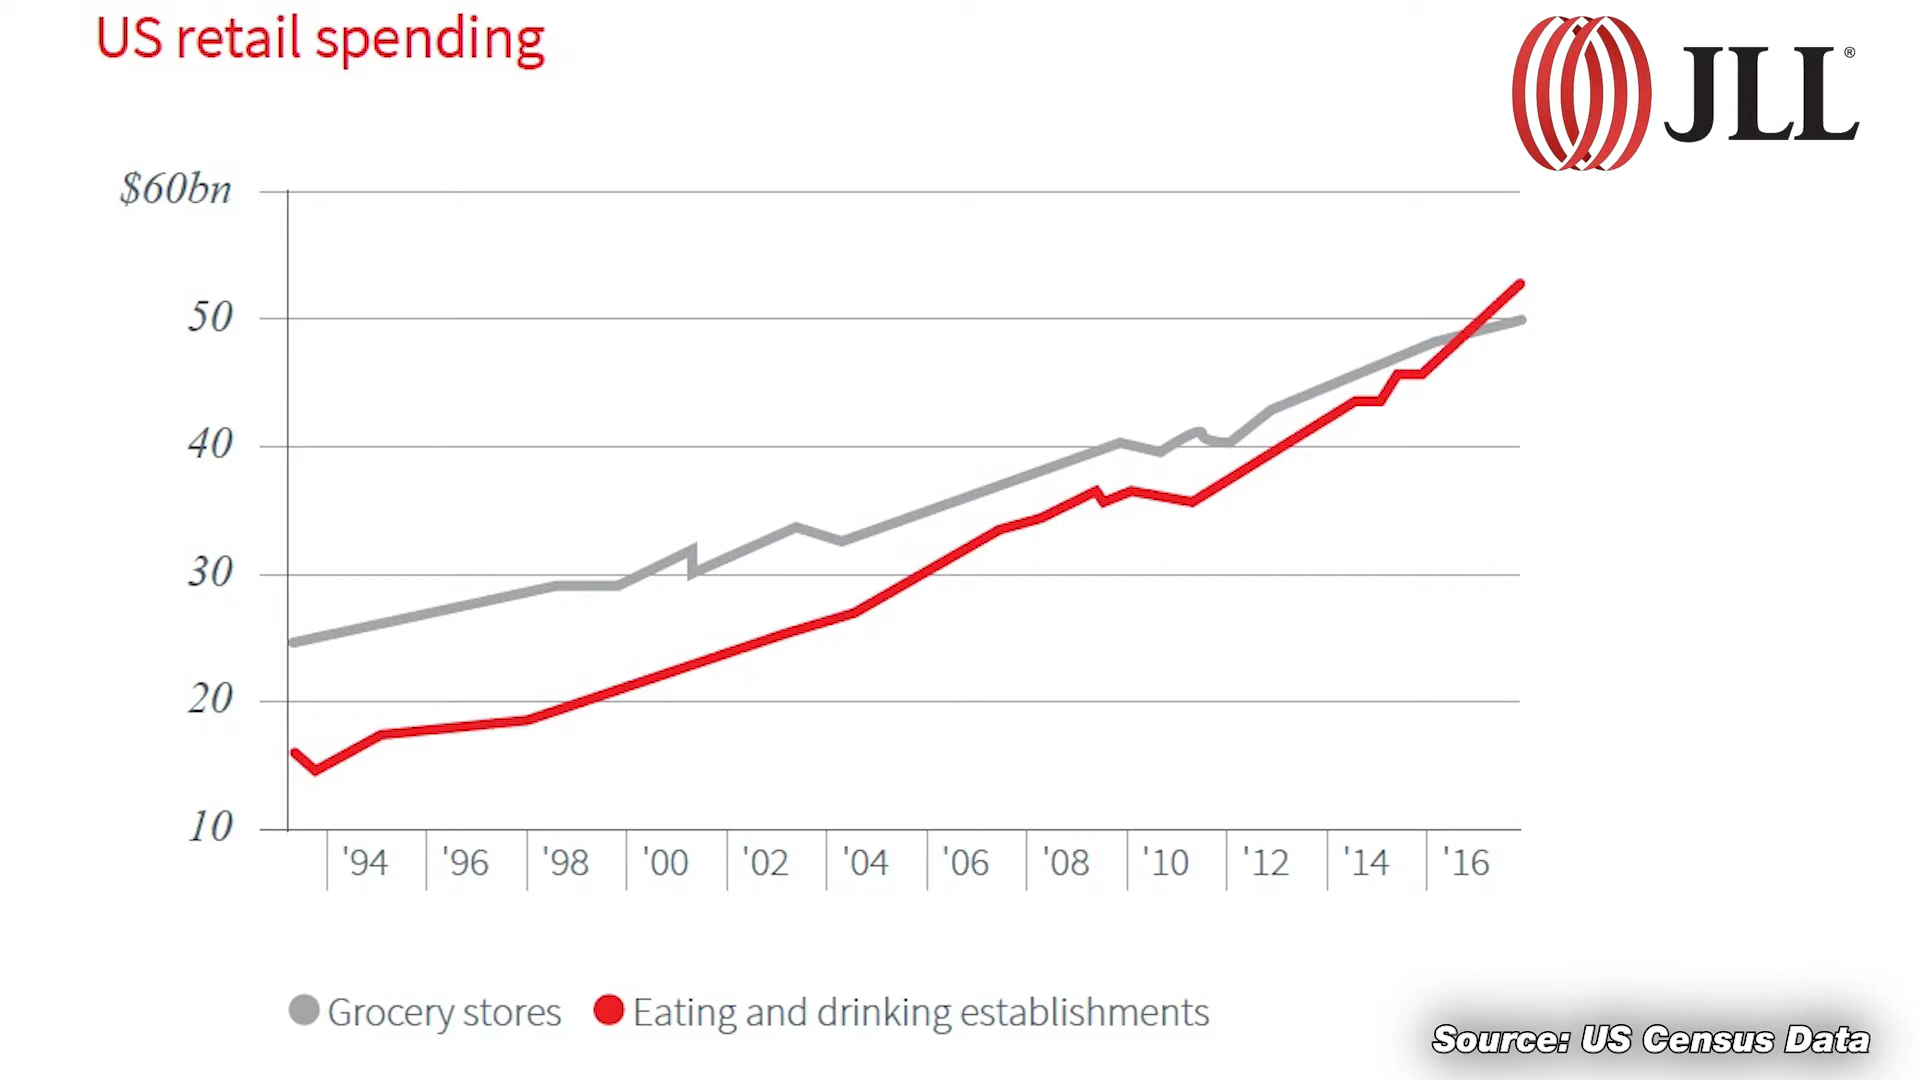 US retail spending
JLL®
$60bn
50
40
30
20
10
'94 '96 '98 '00 '02 '04 '06 '08 '10 '12 '14 '16
Grocery stores Eating and drinking establishments
Source: US Census Data